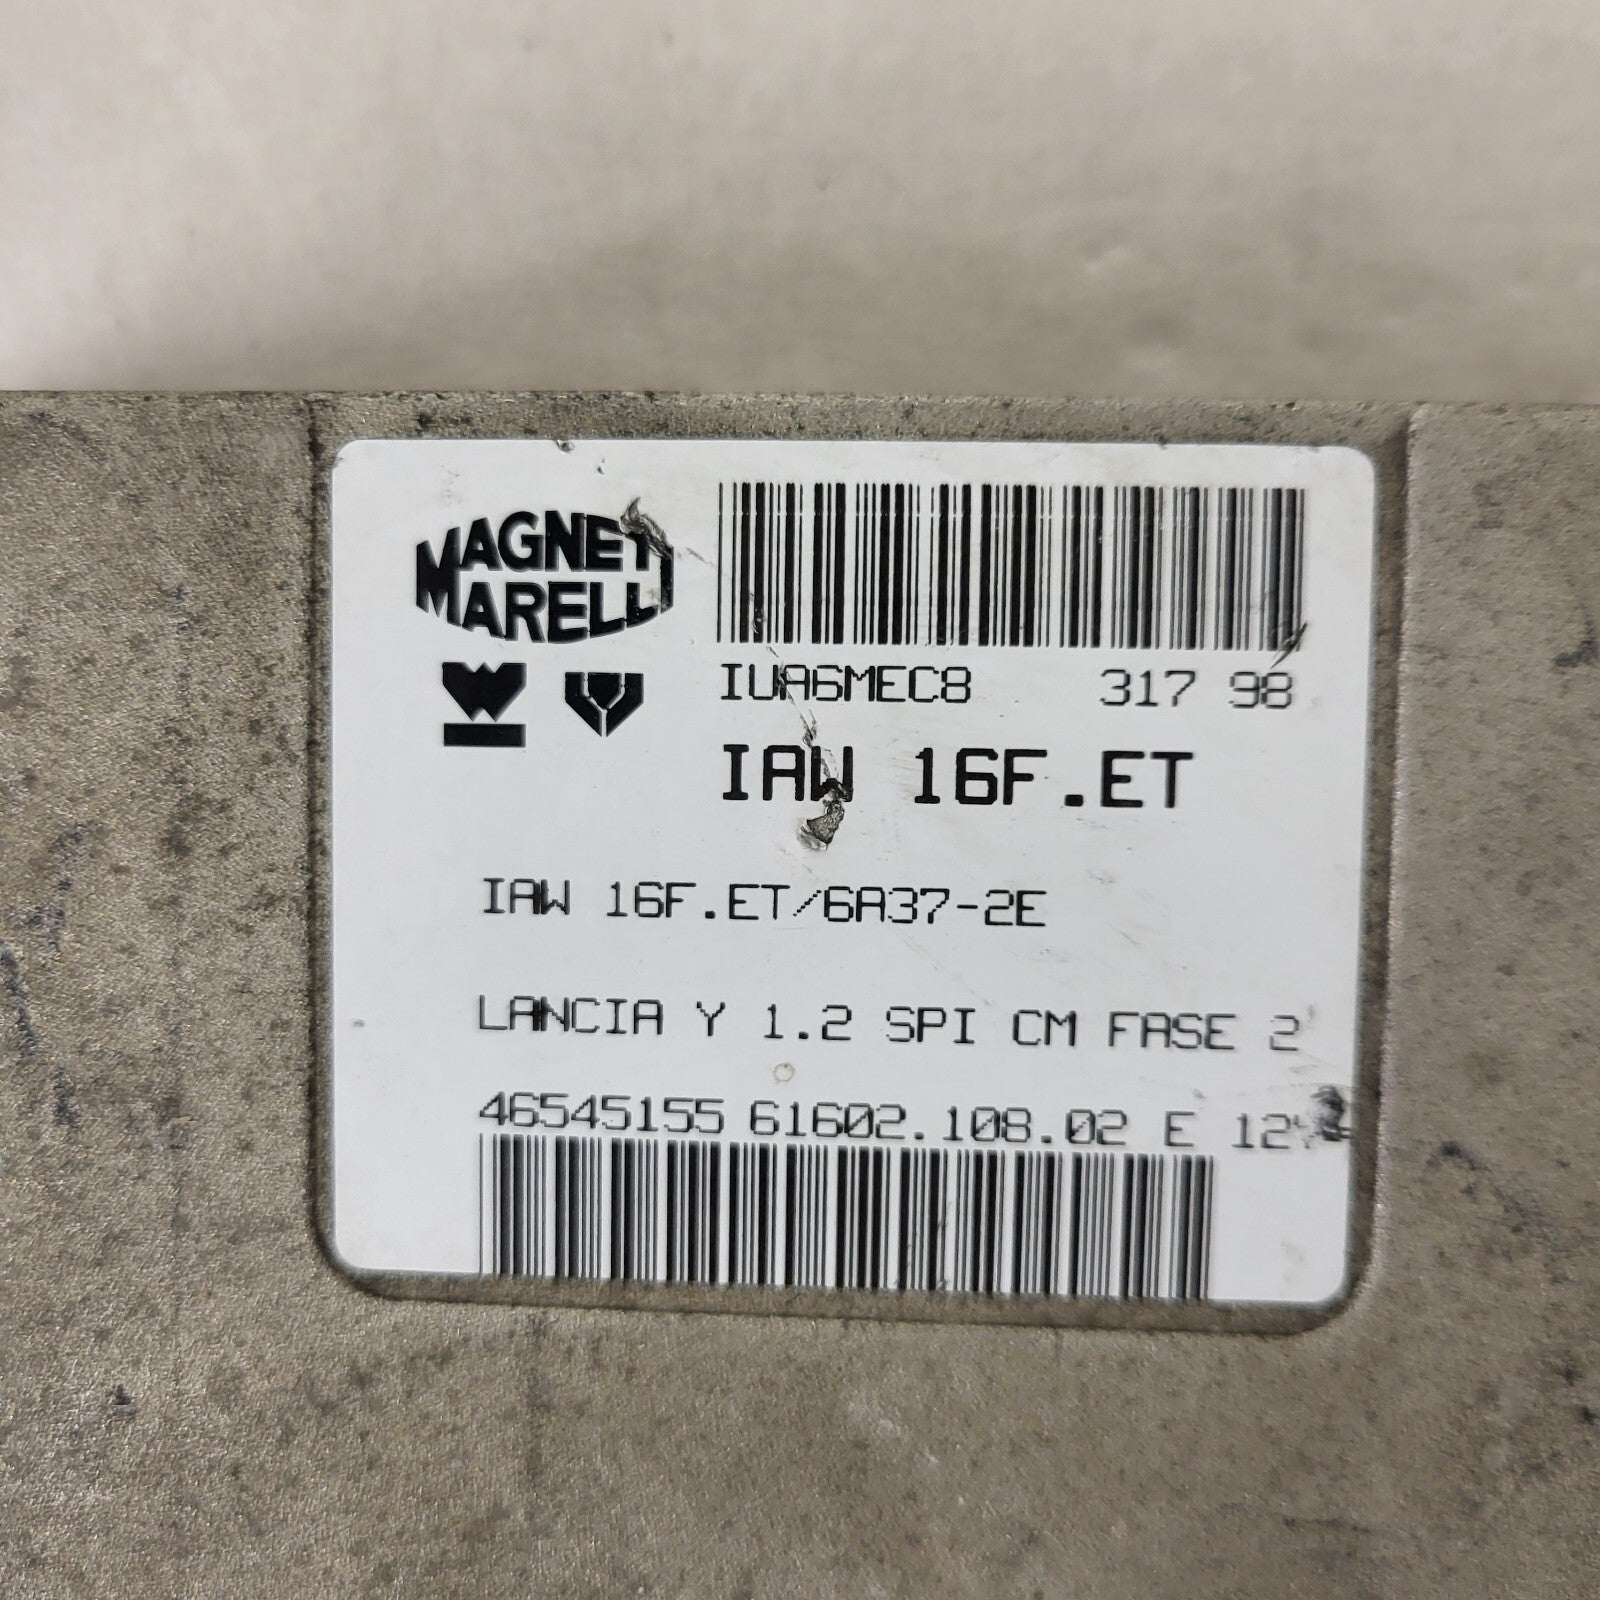 MAGNETI
MARELLI
IUA6MEC8 317 98
IAW 16F.ET
IAW 16F.ET/6A37-2E
LANCIA Y 1.2 SPI CM FASE 2
46545155 61602.108.02 E 12V